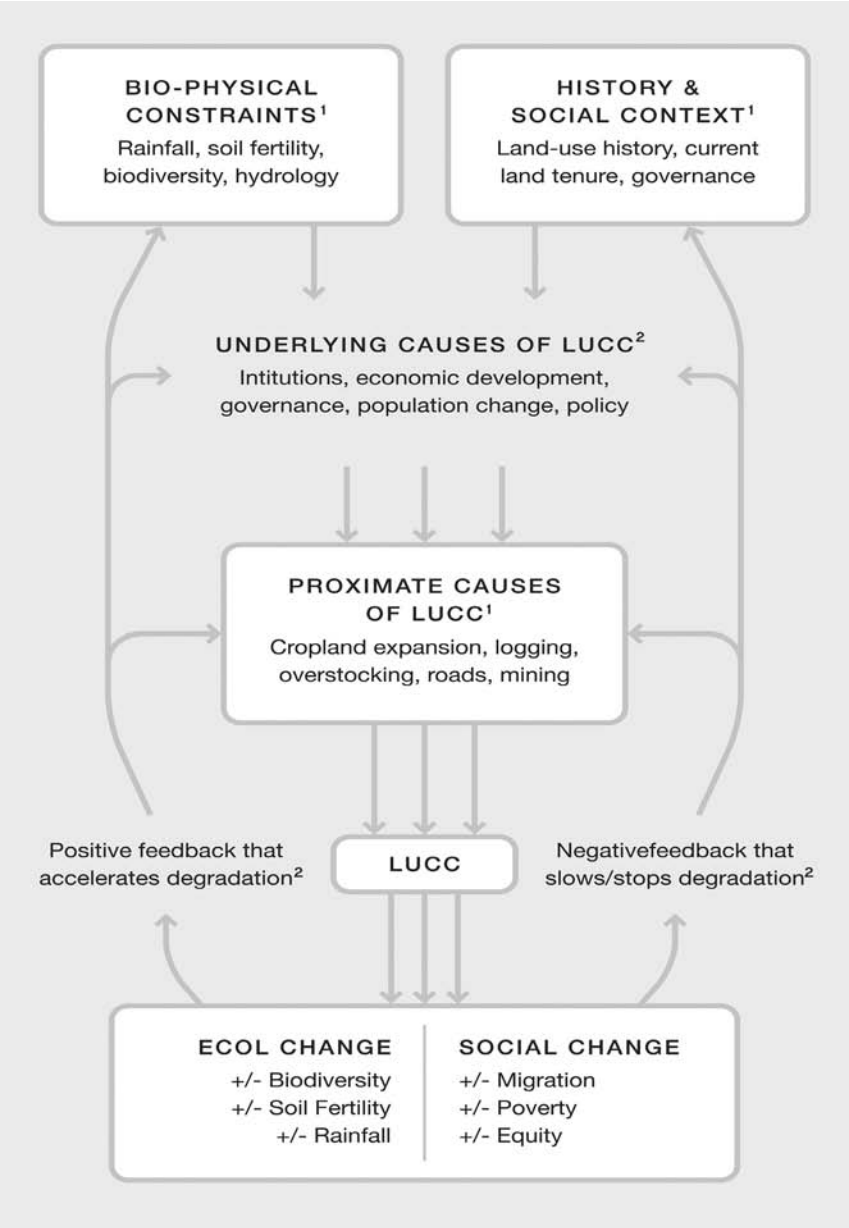 BIO-PHYSICAL
CONSTRAINTS¹
Rainfall, soil fertility,
biodiversity, hydrology
HISTORY &
SOCIAL CONTEXT¹
Land-use history, current
land tenure, governance
UNDERLYING CAUSES OF LUCC²
Intitutions, economic development,
governance, population change, policy
PROXIMATE CAUSES
OF LUCC¹
Cropland expansion, logging,
overstocking, roads, mining
Positive feedback that
accelerates degradation²
LUCC
Negativefeedback that
slows/stops degradation²
ECOL CHANGE
+/- Biodiversity
+/- Soil Fertility
+/- Rainfall
SOCIAL CHANGE
+/- Migration
+/- Poverty
+/- Equity